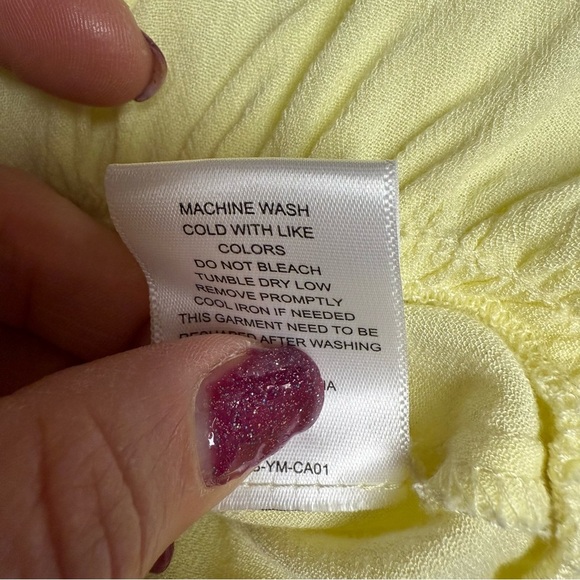 MACHINE WASH
COLD WITH LIKE
COLORS
DO NOT BLEACH
TUMBLE DRY LOW
REMOVE PROMPTLY
COOL IRON IF NEEDED
THIS GARMENT NEED TO BE
RESHAPED AFTER WASHING
-YM-CA01